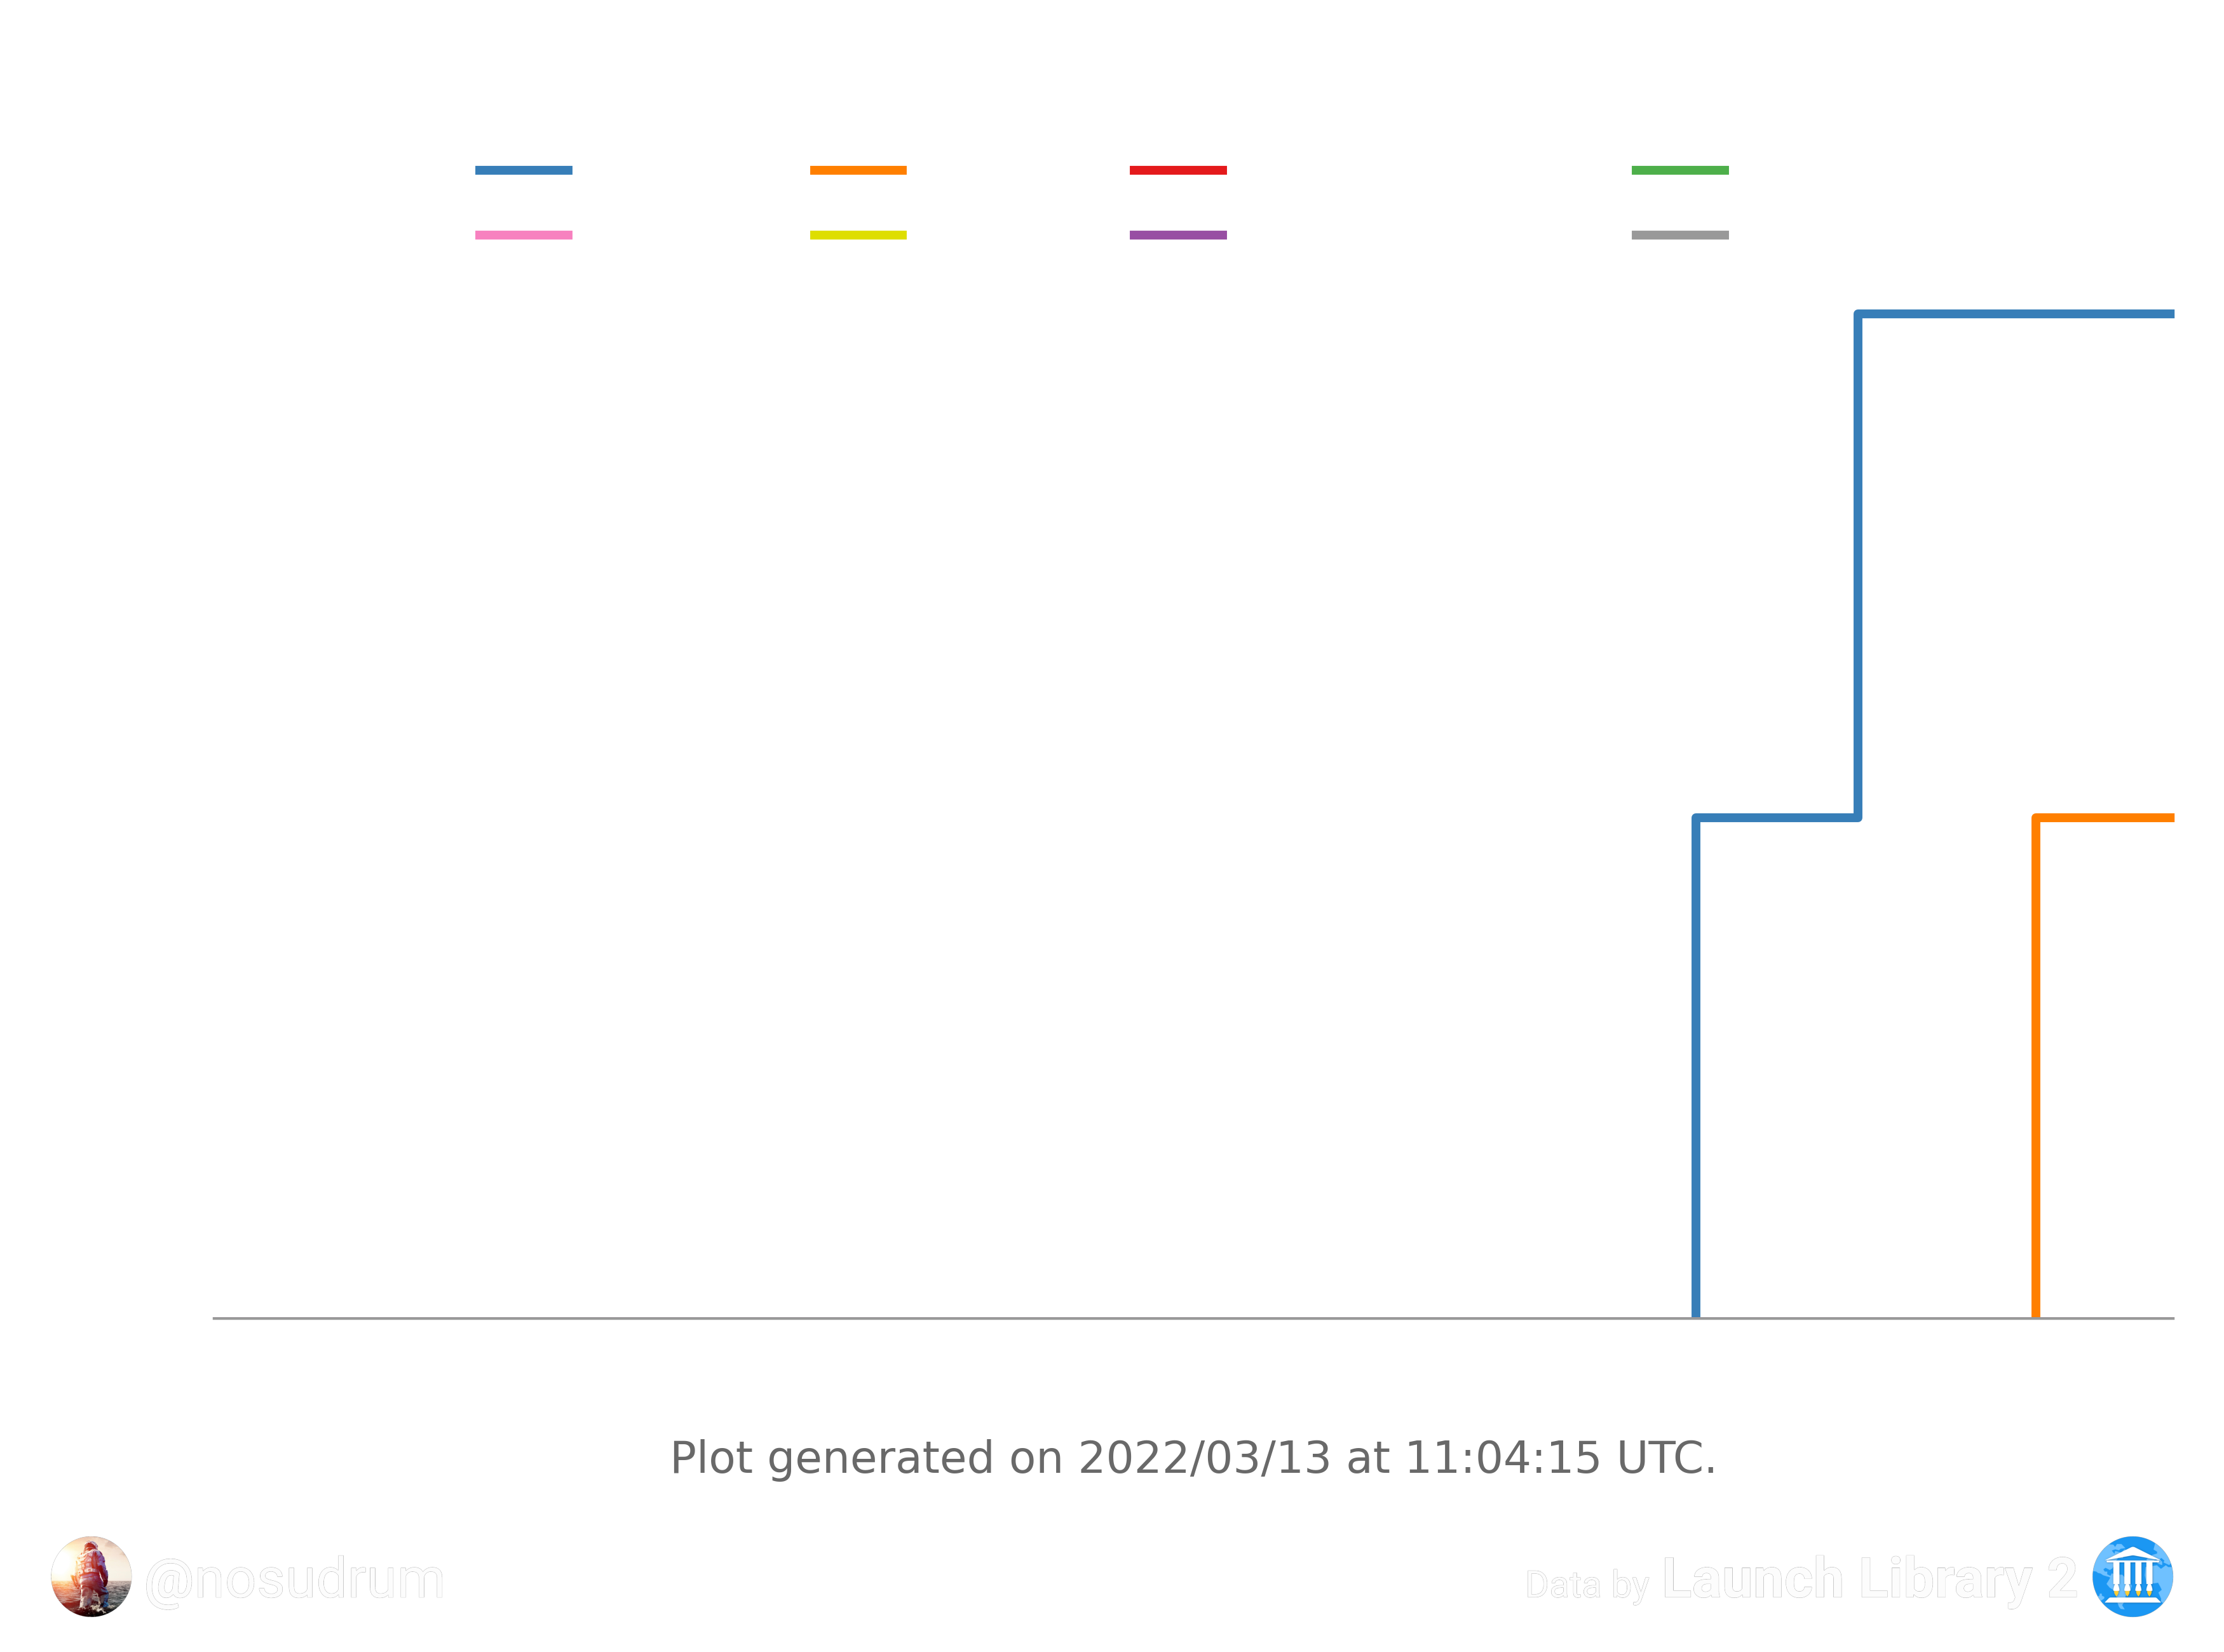 Plot generated on 2022/03/13 at 11:04:15 UTC.
@nosudrum
Data by Launch Library 2